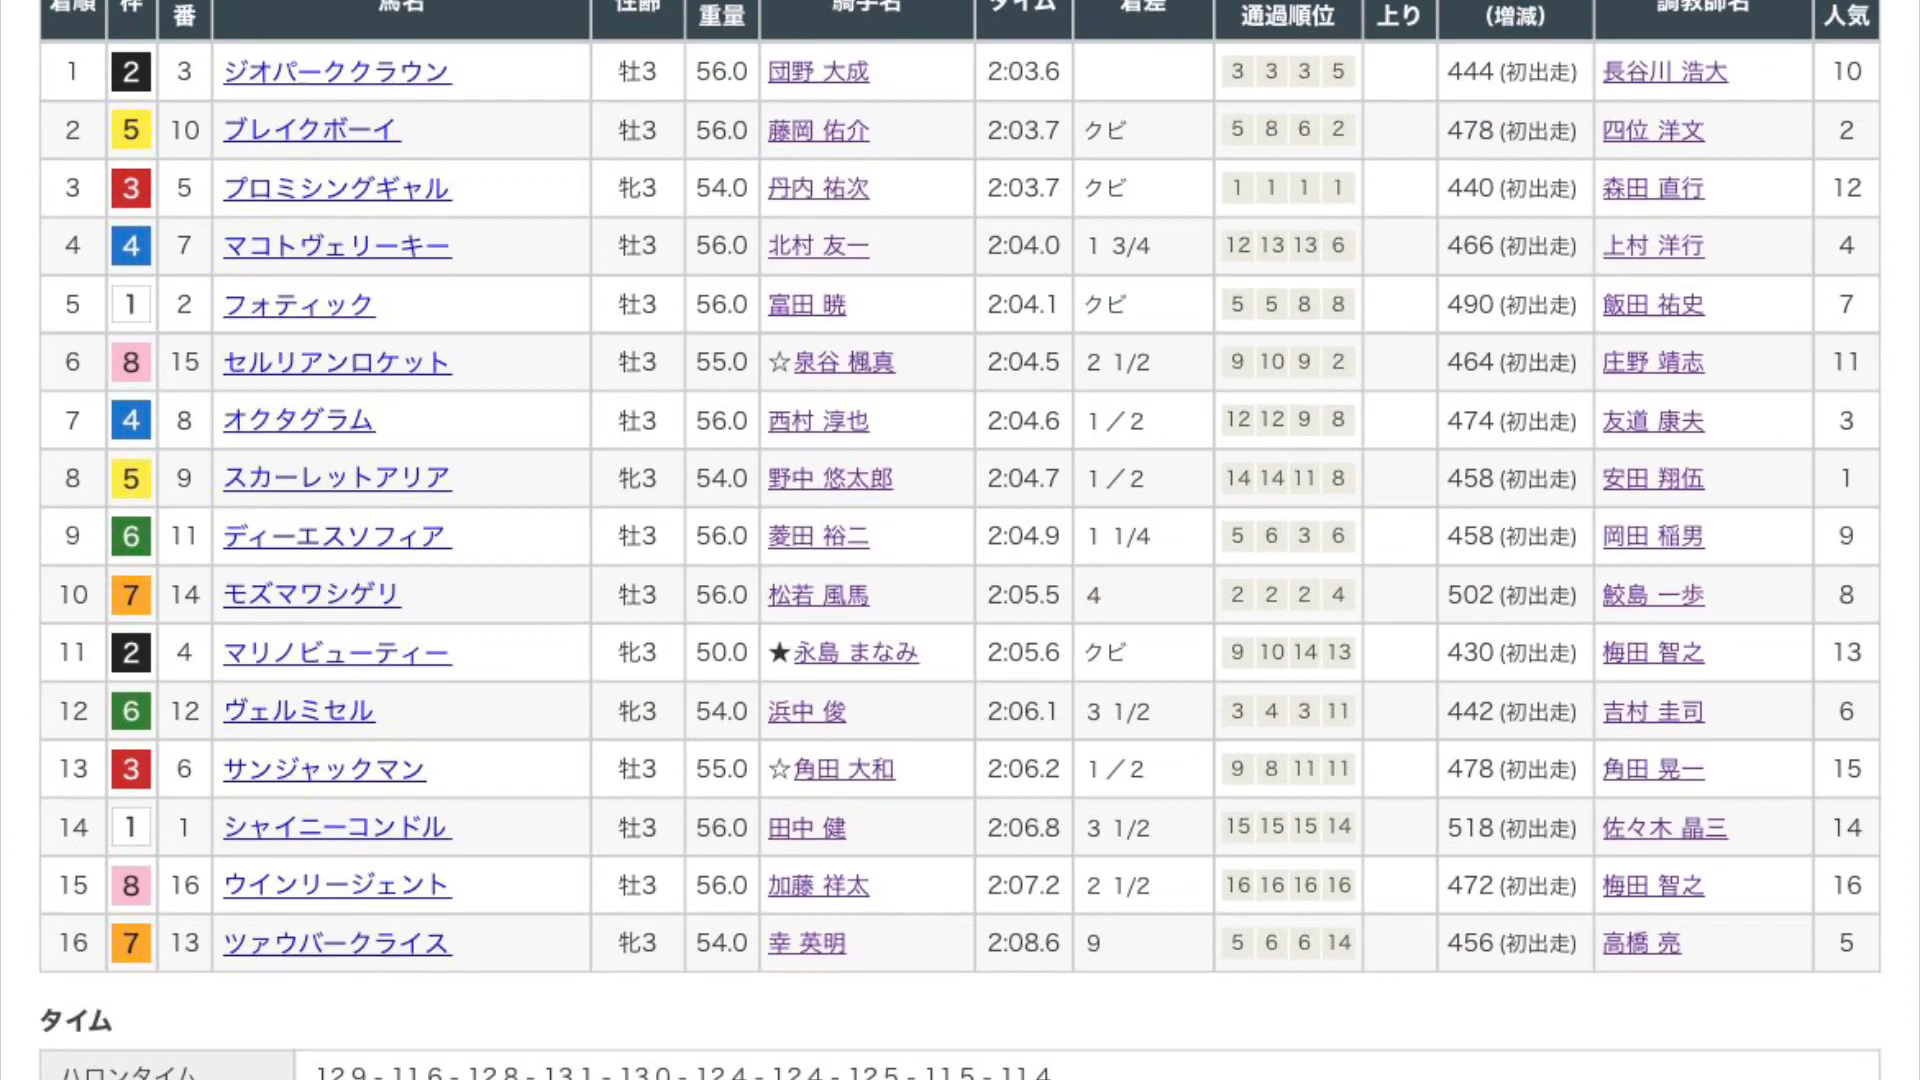 着順 枠 番 馬名 性齢 重量 騎手名 タイム 着差 通過順位 上り (増減) 調教師名 人気
1 2 3 ジオパーククラウン 牡3 56.0 団野 大成 2:03.6 3 3 3 5 444 (初出走) 長谷川 浩大 10
2 5 10 ブレイクボーイ 牡3 56.0 藤岡 佑介 2:03.7 クビ 5 8 6 2 478 (初出走) 四位 洋文 2
3 3 5 プロミシングギャル 牝3 54.0 丹内 祐次 2:03.7 クビ 1 1 1 1 440 (初出走) 森田 直行 12
4 4 7 マコトヴェリーキー 牡3 56.0 北村 友一 2:04.0 1 3/4 12 13 13 6 466 (初出走) 上村 洋行 4
5 1 2 フォティック 牡3 56.0 富田 暁 2:04.1 クビ 5 5 8 8 490 (初出走) 飯田 祐史 7
6 8 15 セルリアンロケット 牡3 55.0 ☆泉谷 楓真 2:04.5 2 1/2 9 10 9 2 464 (初出走) 庄野 靖志 11
7 4 8 オクタグラム 牡3 56.0 西村 淳也 2:04.6 1/2 12 12 9 8 474 (初出走) 友道 康夫 3
8 5 9 スカーレットアリア 牝3 54.0 野中 悠太郎 2:04.7 1/2 14 14 11 8 458 (初出走) 安田 翔伍 1
9 6 11 ディーエスソフィア 牡3 56.0 菱田 裕二 2:04.9 1 1/4 5 6 3 6 458 (初出走) 岡田 稲男 9
10 7 14 モズマワシゲリ 牡3 56.0 松若 風馬 2:05.5 4 2 2 2 4 502 (初出走) 鮫島 一歩 8
11 2 4 マリノビューティー 牝3 50.0 ★永島 まなみ 2:05.6 クビ 9 10 14 13 430 (初出走) 梅田 智之 13
12 6 12 ヴェルミセル 牝3 54.0 浜中 俊 2:06.1 3 1/2 3 4 3 11 442 (初出走) 吉村 圭司 6
13 3 6 サンジャックマン 牡3 55.0 ☆角田 大和 2:06.2 1/2 9 8 11 11 478 (初出走) 角田 晃一 15
14 1 1 シャイニーコンドル 牡3 56.0 田中 健 2:06.8 3 1/2 15 15 15 14 518 (初出走) 佐々木 晶三 14
15 8 16 ウインリージェント 牡3 56.0 加藤 祥太 2:07.2 2 1/2 16 16 16 16 472 (初出走) 梅田 智之 16
16 7 13 ツァウバークライス 牝3 54.0 幸 英明 2:08.6 9 5 6 6 14 456 (初出走) 高橋 亮 5
タイム
ハロンタイム 12.9 - 11.6 - 12.8 - 13.1 - 13.0 - 12.4 - 12.4 - 12.5 - 11.5 - 11.4